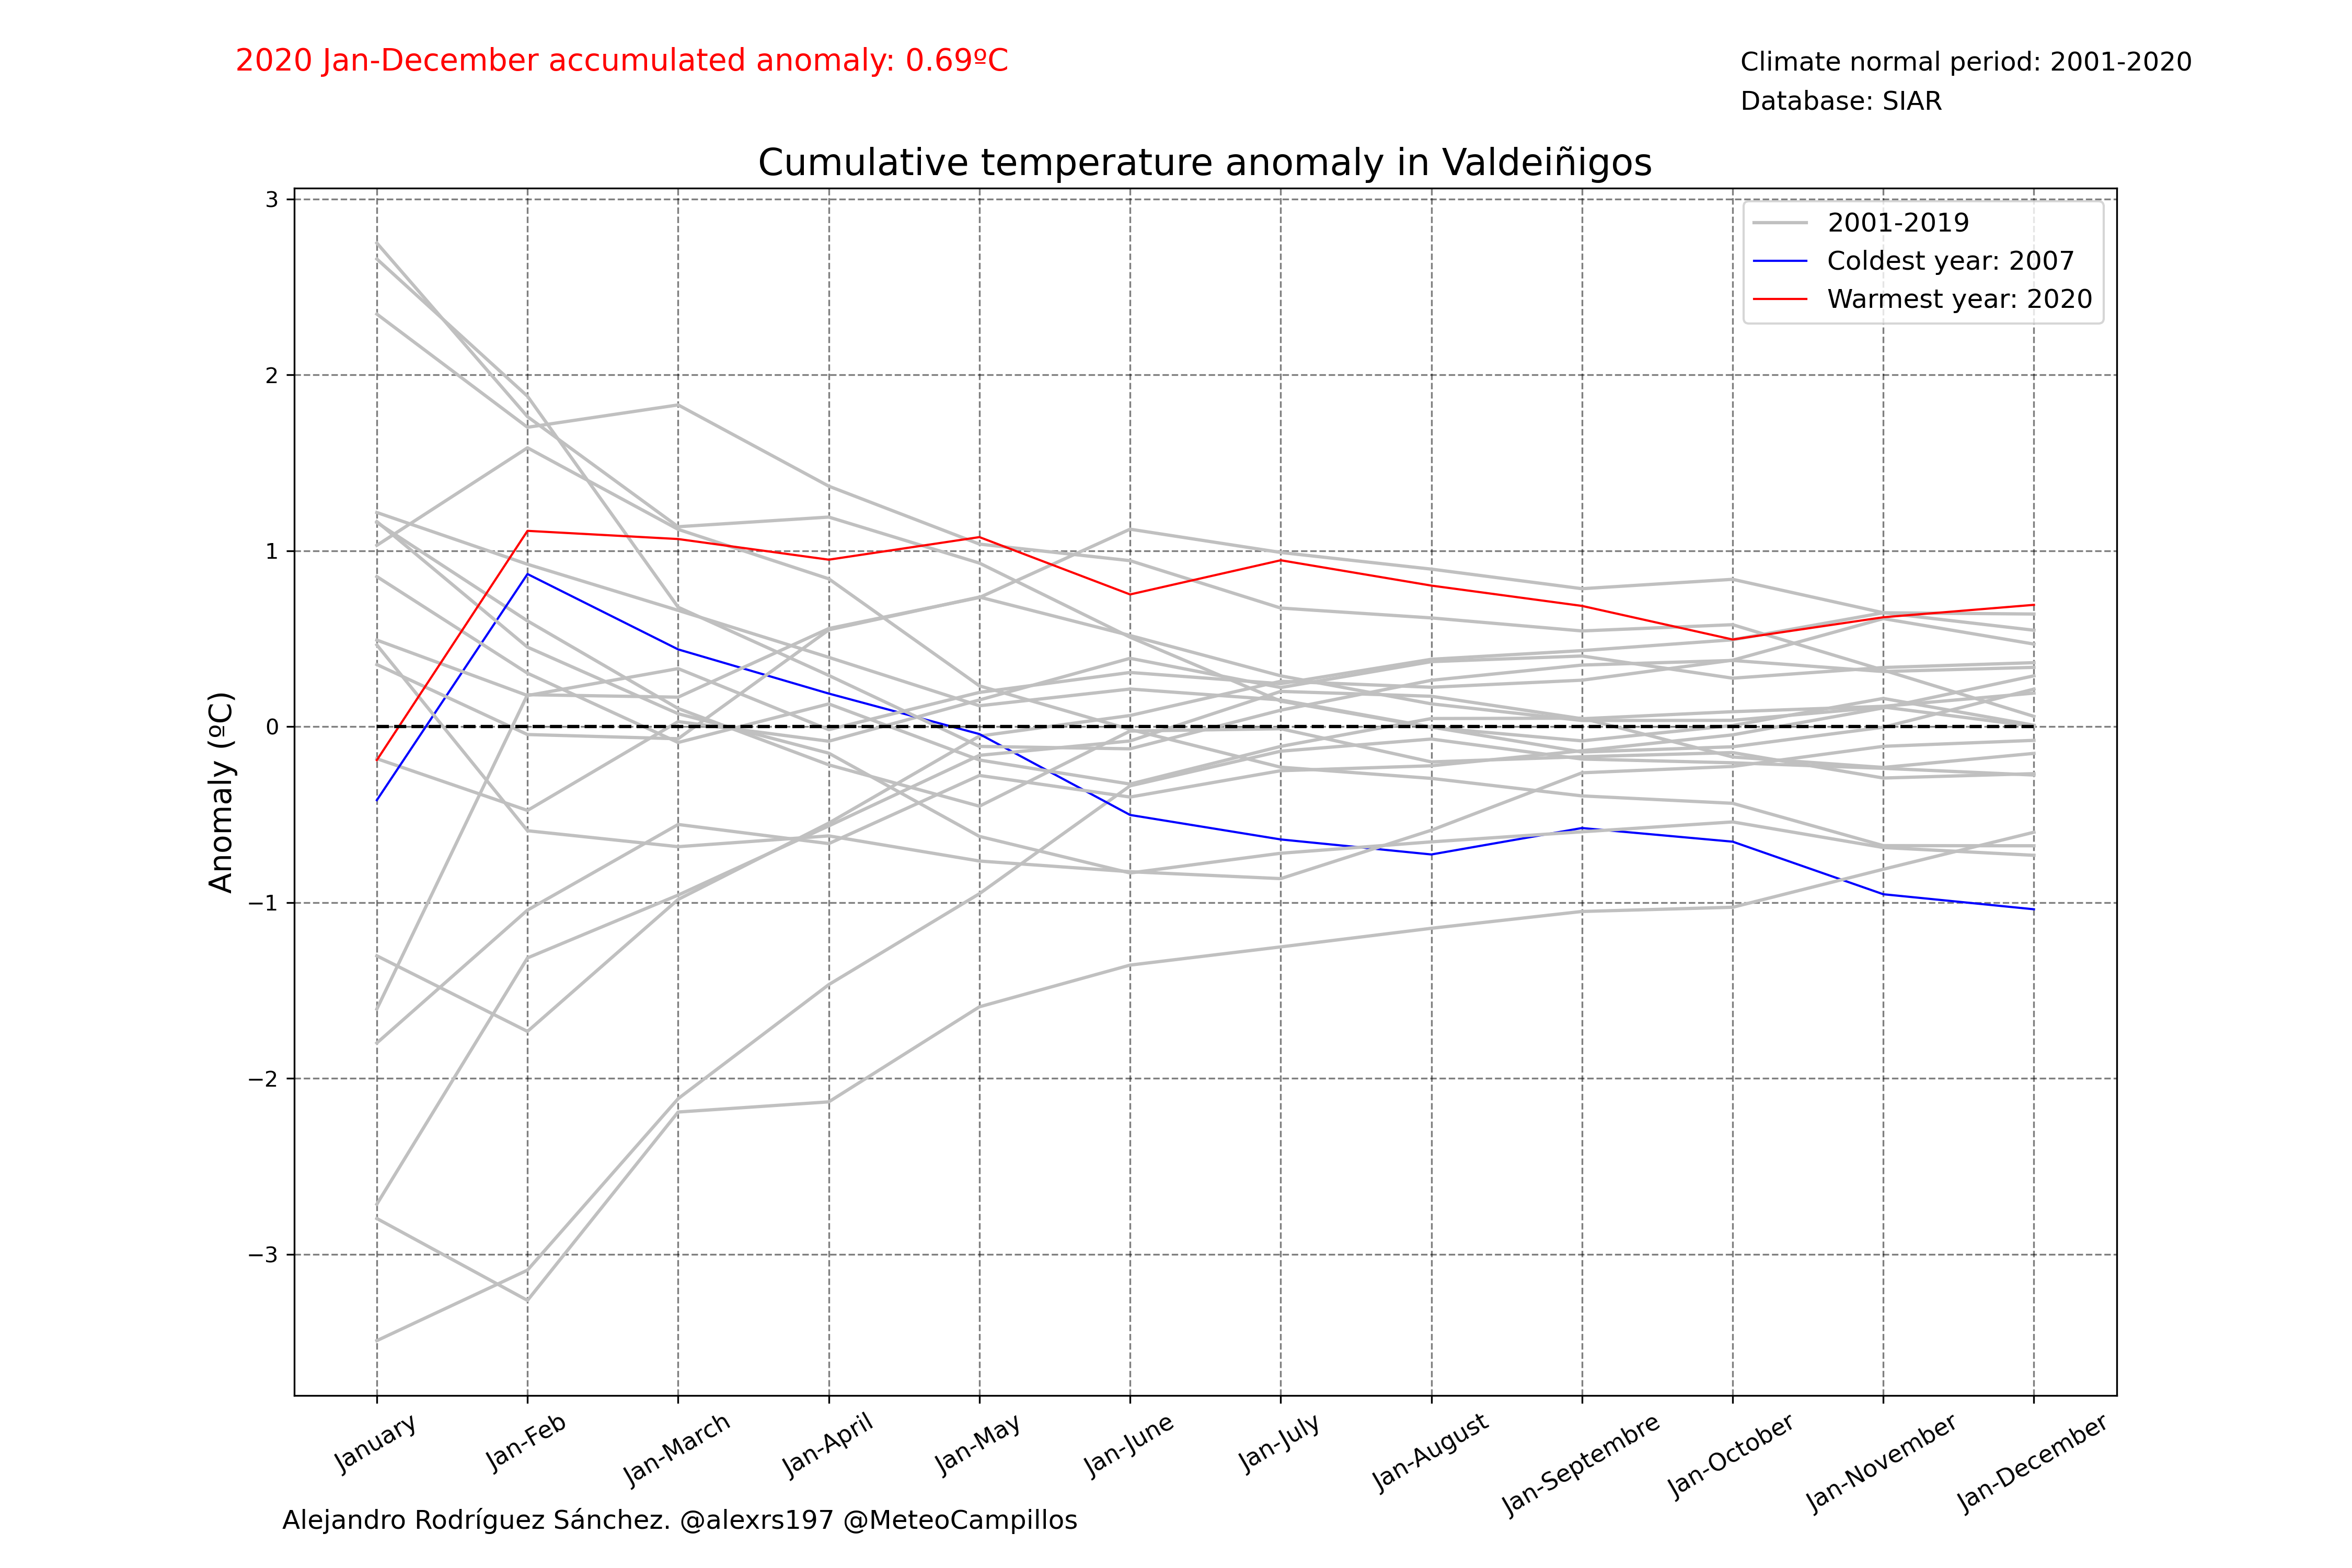 2020 Jan-December accumulated anomaly: 0.69ºC
Climate normal period: 2001-2020
Database: SIAR
Cumulative temperature anomaly in Valdeiñigos
2001-2019
Coldest year: 2007
Warmest year: 2020
Anomaly (ºC)
3
2
1
0
−1
−2
−3
January
Jan-Feb
Jan-March
Jan-April
Jan-May
Jan-June
Jan-July
Jan-August
Jan-Septembre
Jan-October
Jan-November
Jan-December
Alejandro Rodríguez Sánchez. @alexrs197 @MeteoCampillos